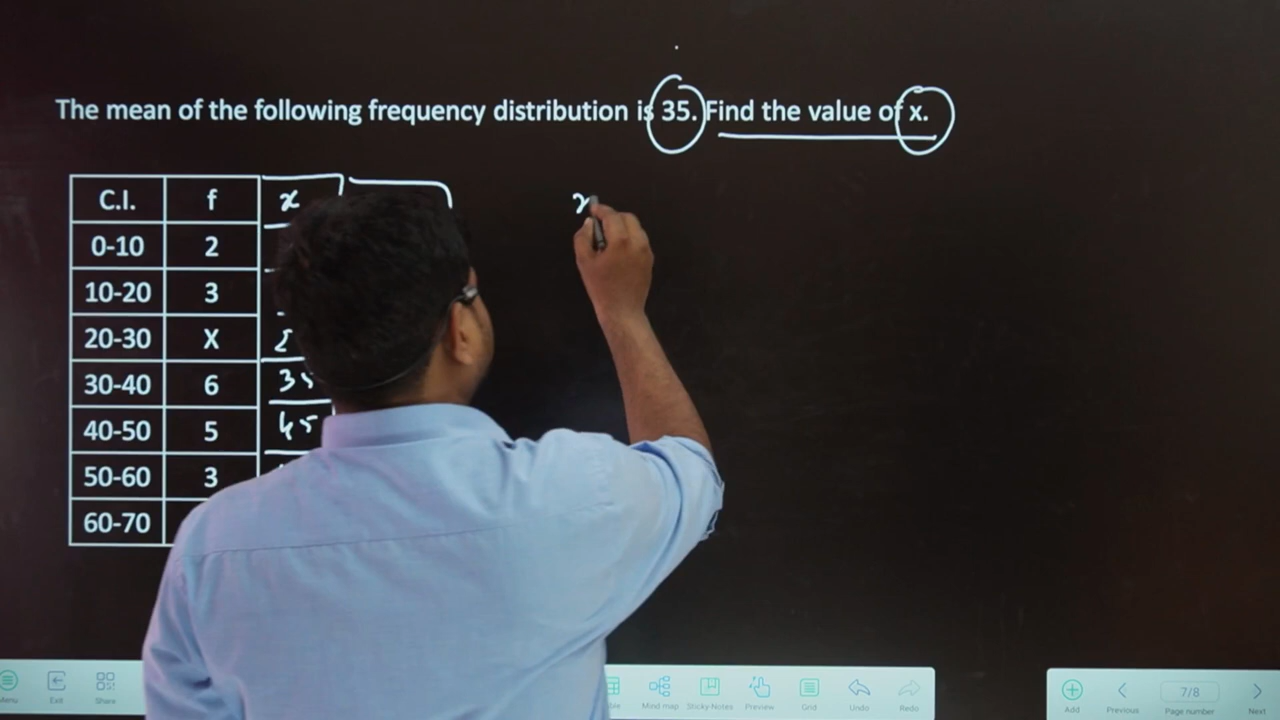 The mean of the following frequency distribution is 35. Find the value of x.
C.I. f x
0-10 2
10-20 3
20-30 X
30-40 6 35
40-50 5 45
50-60 3
60-70
Menu Exit Share Mind map Sticky-Notes Preview Grid Undo Redo Add Previous 7/8 Page number Next